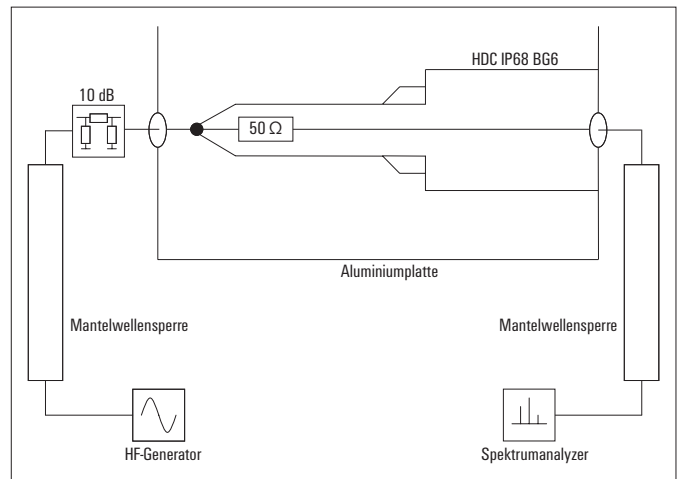 HDC IP68 BG6
10 dB
50 Ω
Aluminiumplatte
Mantelwellensperre
Mantelwellensperre
HF-Generator
Spektrumanalyzer